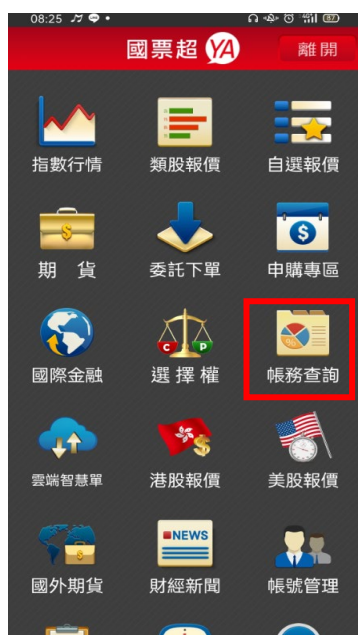 08:25
87
國票超 YA 離開
指數行情 類股報價 自選報價
$ $
期 貨 委託下單 申購專區
C P
國際金融 選擇權 帳務查詢
$
雲端智慧單 港股報價 美股報價
NEWS
國外期貨 財經新聞 帳號管理